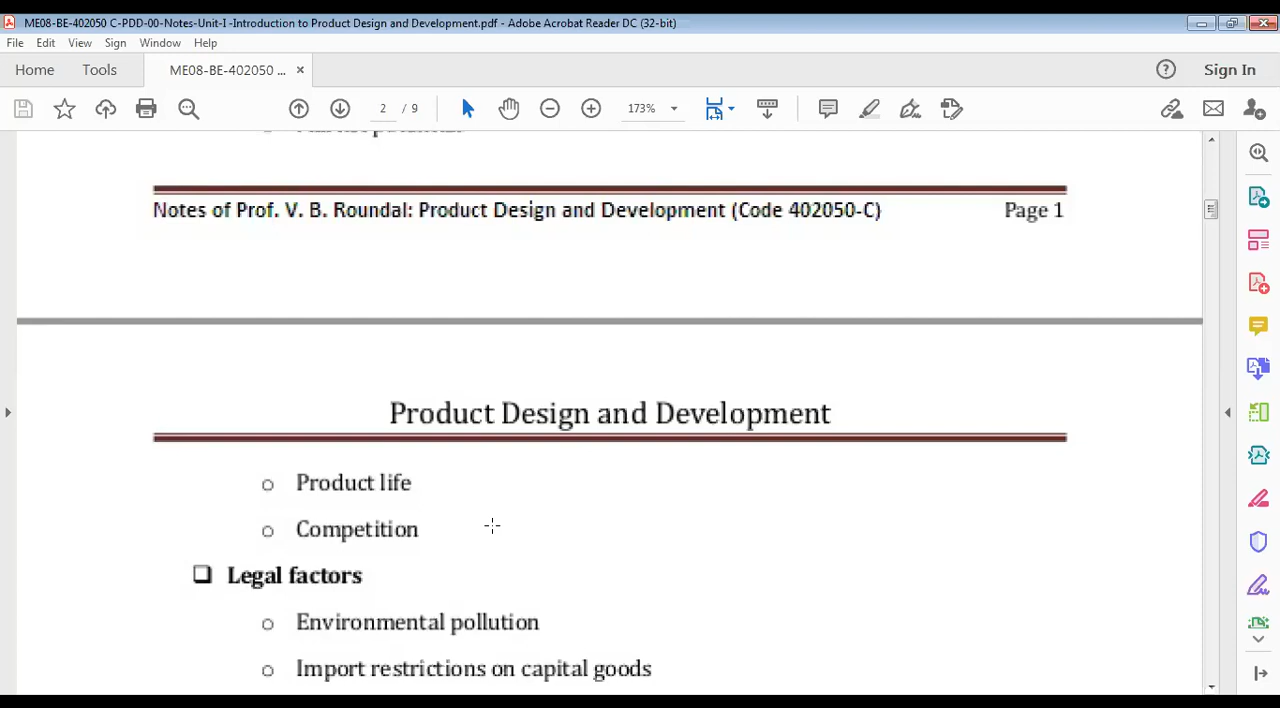 ME08-BE-402050 C-PDD-00-Notes-Unit-I -Introduction to Product Design and Development.pdf - Adobe Acrobat Reader DC (32-bit)
File Edit View Sign Window Help
Home Tools ME08-BE-402050 ... × Sign In
2 / 9 173%
Notes of Prof. V. B. Roundal: Product Design and Development (Code 402050-C) Page 1
Product Design and Development
o Product life
o Competition
❑ Legal factors
o Environmental pollution
o Import restrictions on capital goods